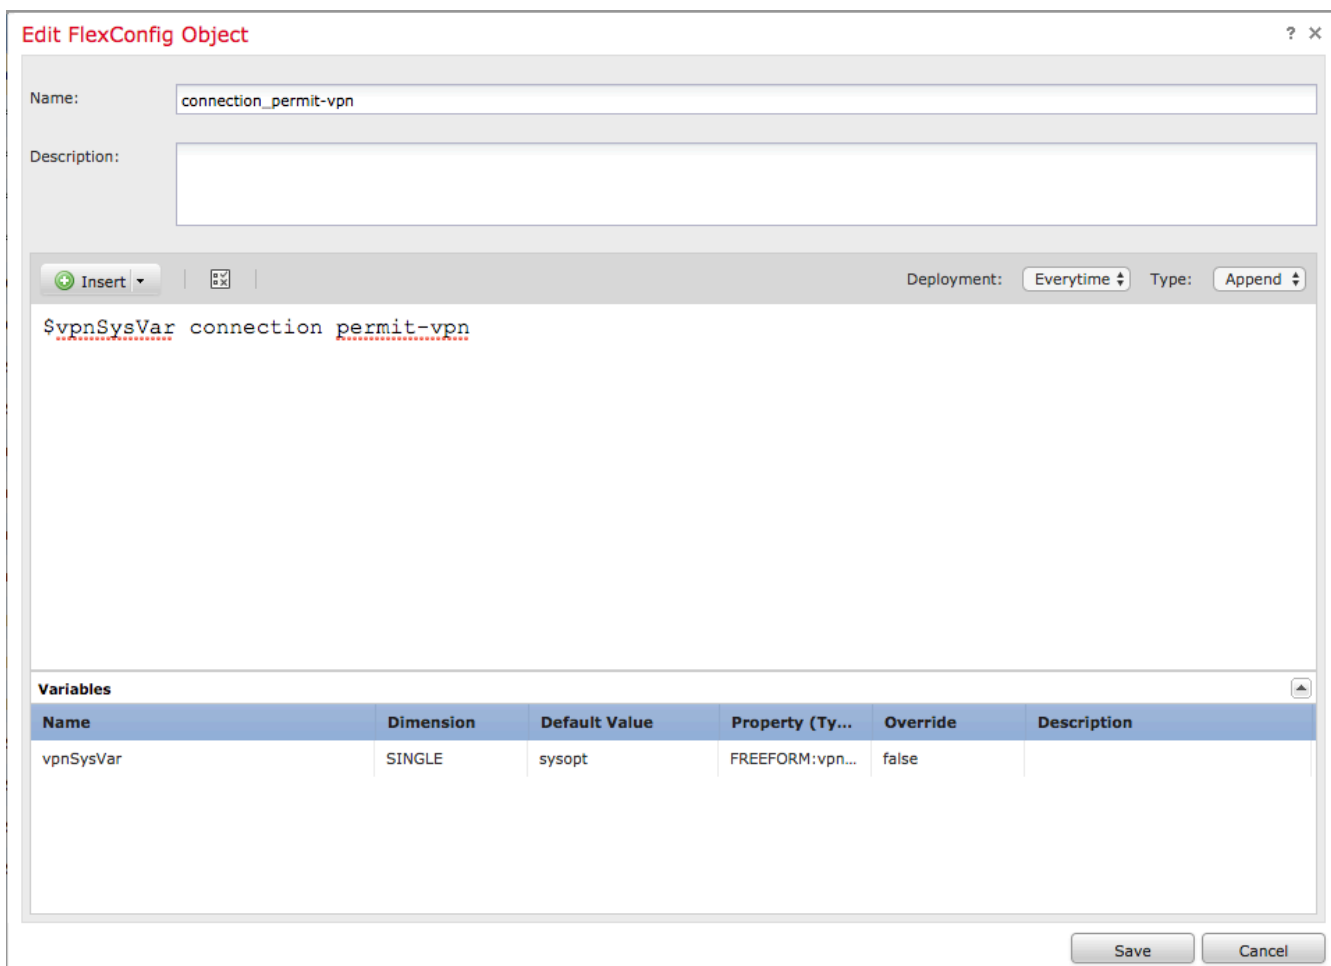 Edit FlexConfig Object
? ×
Name:
connection_permit-vpn
Description:
Insert
Deployment:
Everytime
Type:
Append
$vpnSysVar connection permit-vpn
Variables
Name Dimension Default Value Property (Ty... Override Description
vpnSysVar SINGLE sysopt FREEFORM:vpn... false
Save
Cancel